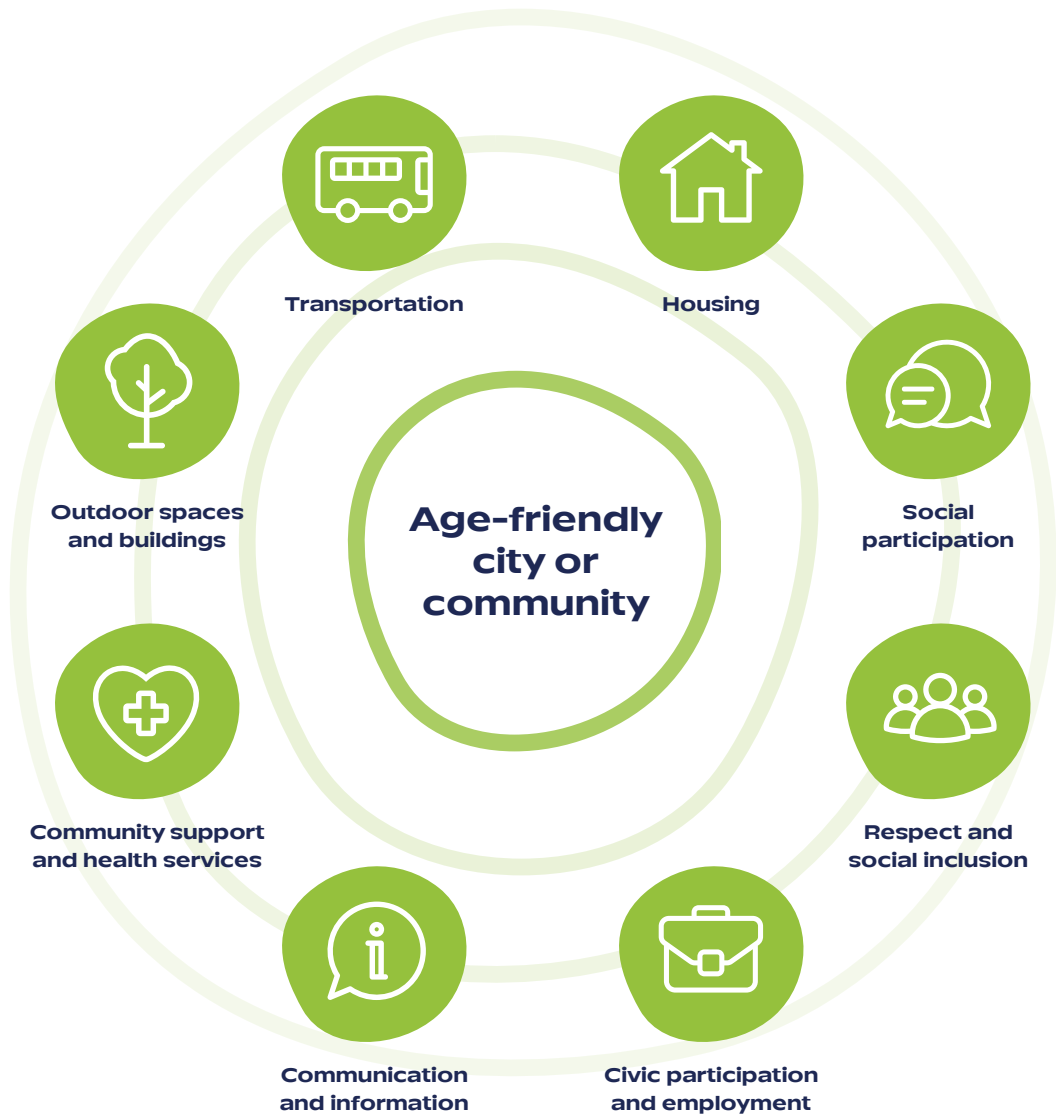 Transportation
Housing
Outdoor spaces
and buildings
Age-friendly
city or
community
Social
participation
Community support
and health services
Respect and
social inclusion
Communication
and information
Civic participation
and employment